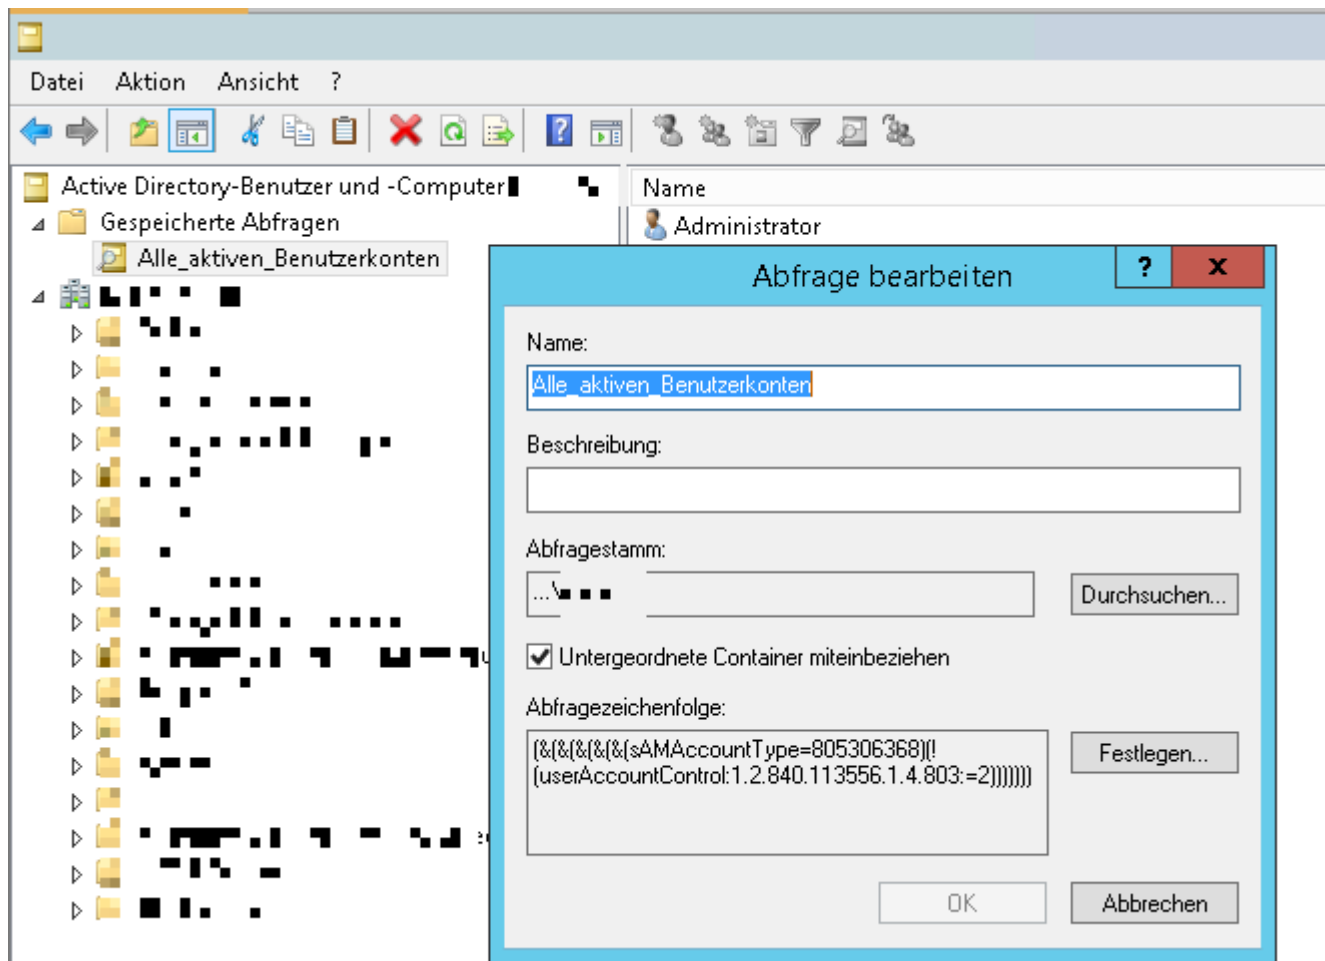 Datei Aktion Ansicht ?
Active Directory-Benutzer und -Computer
Name
Gespeicherte Abfragen
Administrator
Alle_aktiven_Benutzerkonten
Abfrage bearbeiten
? x
Name:
Alle_aktiven_Benutzerkonten
Beschreibung:
Abfragestamm:
...\
Durchsuchen...
Untergeordnete Container miteinbeziehen
Abfragezeichenfolge:
(&(&(&(&(&(sAMAccountType=805306368)(!
(userAccountControl:1.2.840.113556.1.4.803:=2)))))))
Festlegen...
OK Abbrechen